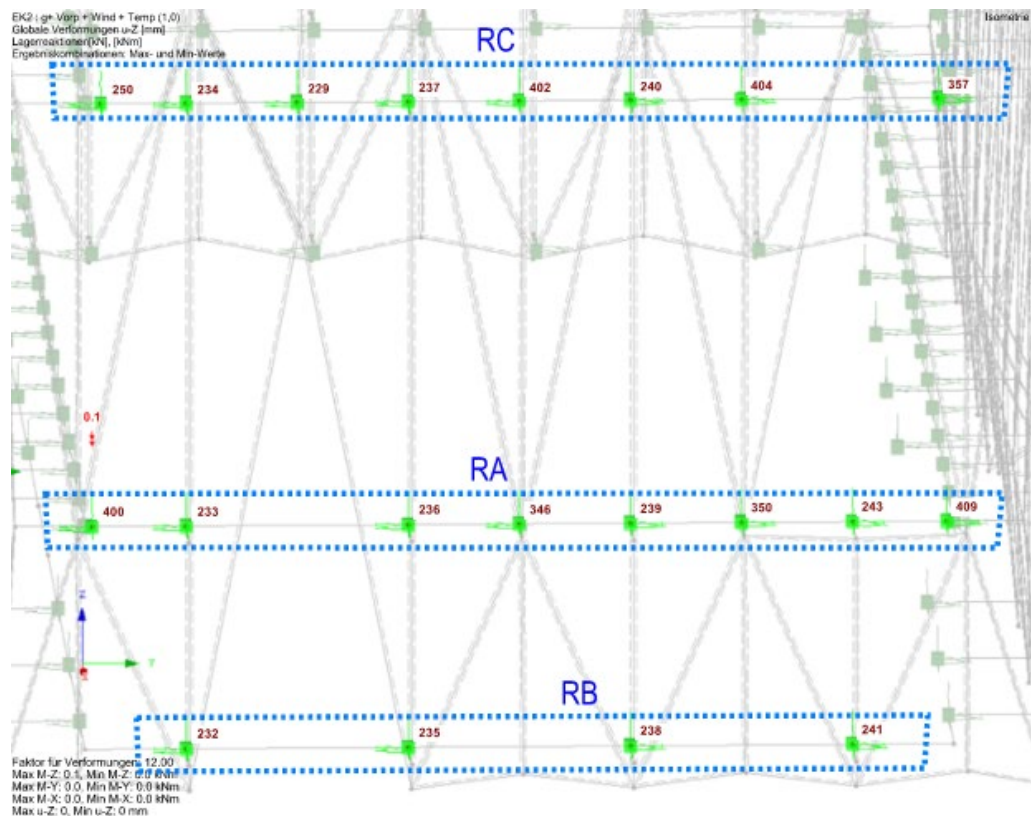 EK2 : g+ Vorp + Wind + Temp (1,0)
Isometrie
Globale Verformungen u-Z [mm]
Lagerreaktionen[kN], [kNm]
Ergebniskombinationen: Max- und Min-Werte
RC
250 234 229 237 402 240 404 357
0.1
RA
400 233 236 346 239 350 243 409
Z
Y
RB
232 235 238 241
Faktor für Verformungen: 12.00
Max M-Z: 0.1, Min M-Z: 0.0 kNm
Max M-Y: 0.0, Min M-Y: 0.0 kNm
Max M-X: 0.0, Min M-X: 0.0 kNm
Max u-Z: 0, Min u-Z: 0 mm